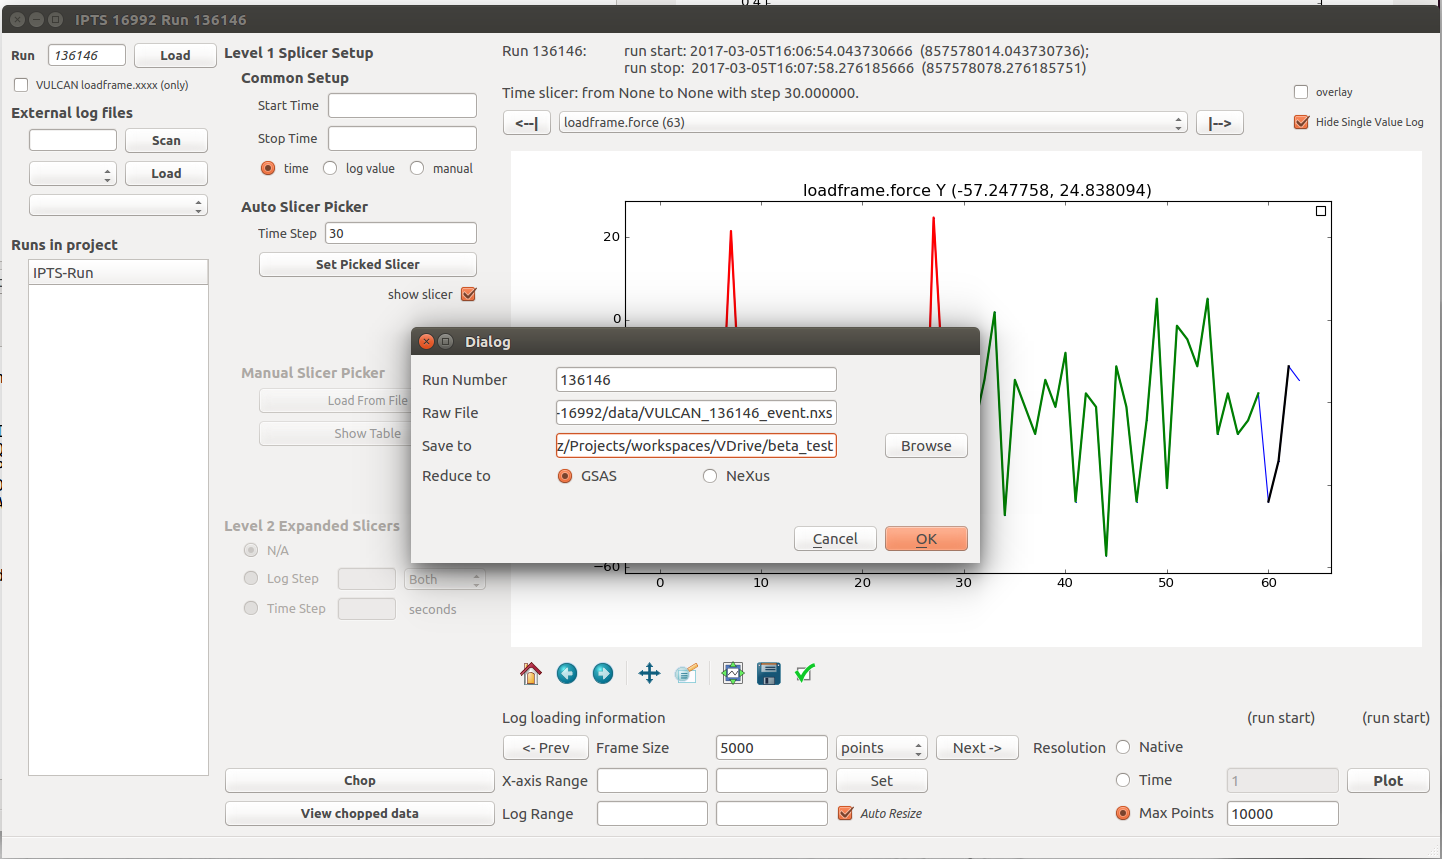 IPTS 16992 Run 136146
Run 136146 Load
VULCAN loadframe.xxxx (only)
External log files
Scan
Load
Runs in project
IPTS-Run
Level 1 Splicer Setup
Common Setup
Start Time
Stop Time
time log value manual
Auto Slicer Picker
Time Step 30
Set Picked Slicer
show slicer
Manual Slicer Picker
Load From File
Show Table
Level 2 Expanded Slicers
N/A
Log Step Both
Time Step seconds
Chop
View chopped data
Run 136146: run start: 2017-03-05T16:06:54.043730666 (857578014.043730736);
run stop: 2017-03-05T16:07:58.276185666 (857578078.276185751)
Time slicer: from None to None with step 30.000000.
overlay
<--| loadframe.force (63) |-->
Hide Single Value Log
loadframe.force Y (-57.247758, 24.838094)
20
0
−60
0 10 20 30 40 50 60
Dialog
Run Number 136146
Raw File -16992/data/VULCAN_136146_event.nxs
Save to z/Projects/workspaces/VDrive/beta_test Browse
Reduce to GSAS NeXus
Cancel OK
Log loading information (run start) (run start)
<- Prev Frame Size 5000 points Next -> Resolution Native
X-axis Range Set Time 1 Plot
Log Range Auto Resize Max Points 10000